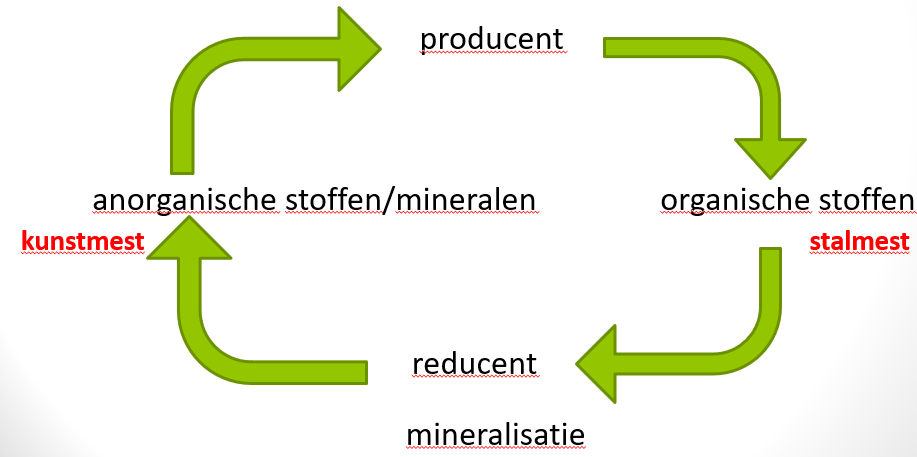 producent
anorganische stoffen/mineralen
organische stoffen
kunstmest
stalmest
reducent
mineralisatie